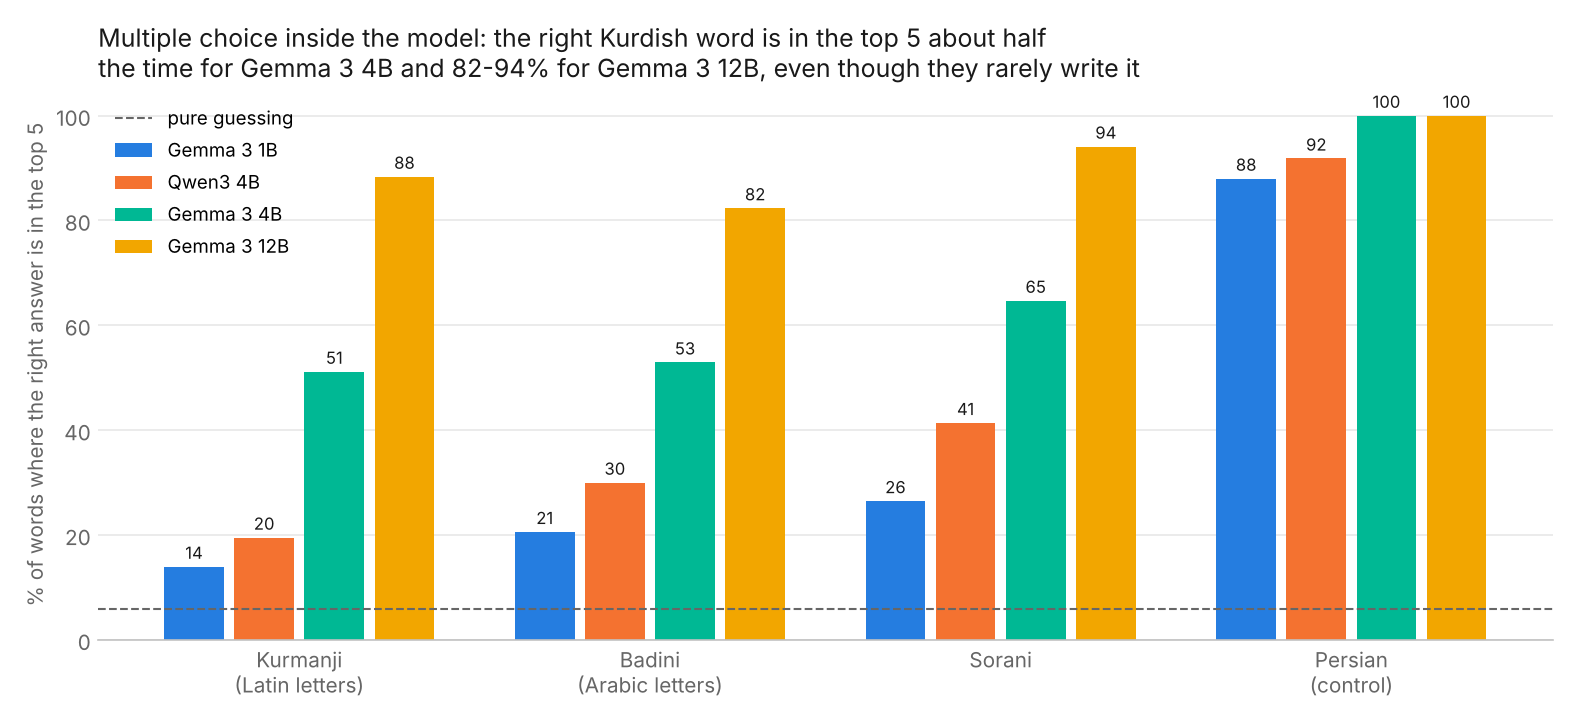 Multiple choice inside the model: the right Kurdish word is in the top 5 about half
the time for Gemma 3 4B and 82-94% for Gemma 3 12B, even though they rarely write it
% of words where the right answer is in the top 5
100
80
60
40
20
0
pure guessing
Gemma 3 1B
Qwen3 4B
Gemma 3 4B
Gemma 3 12B
14
20
51
88
21
30
53
82
26
41
65
94
88
92
100
100
Kurmanji
(Latin letters)
Badini
(Arabic letters)
Sorani
Persian
(control)